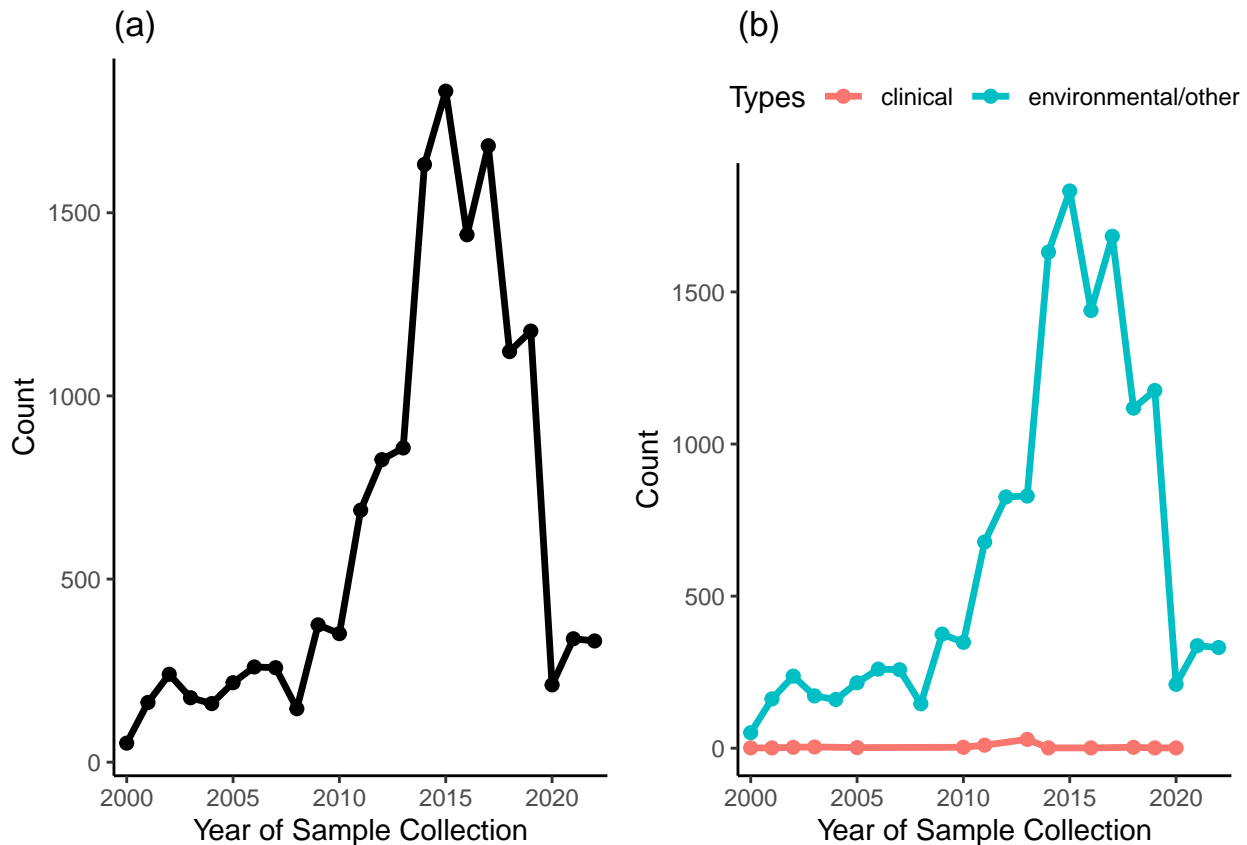 (a)
Count
1500
1000
500
0
2000 2005 2010 2015 2020
Year of Sample Collection
(b)
Types clinical environmental/other
Count
1500
1000
500
0
2000 2005 2010 2015 2020
Year of Sample Collection